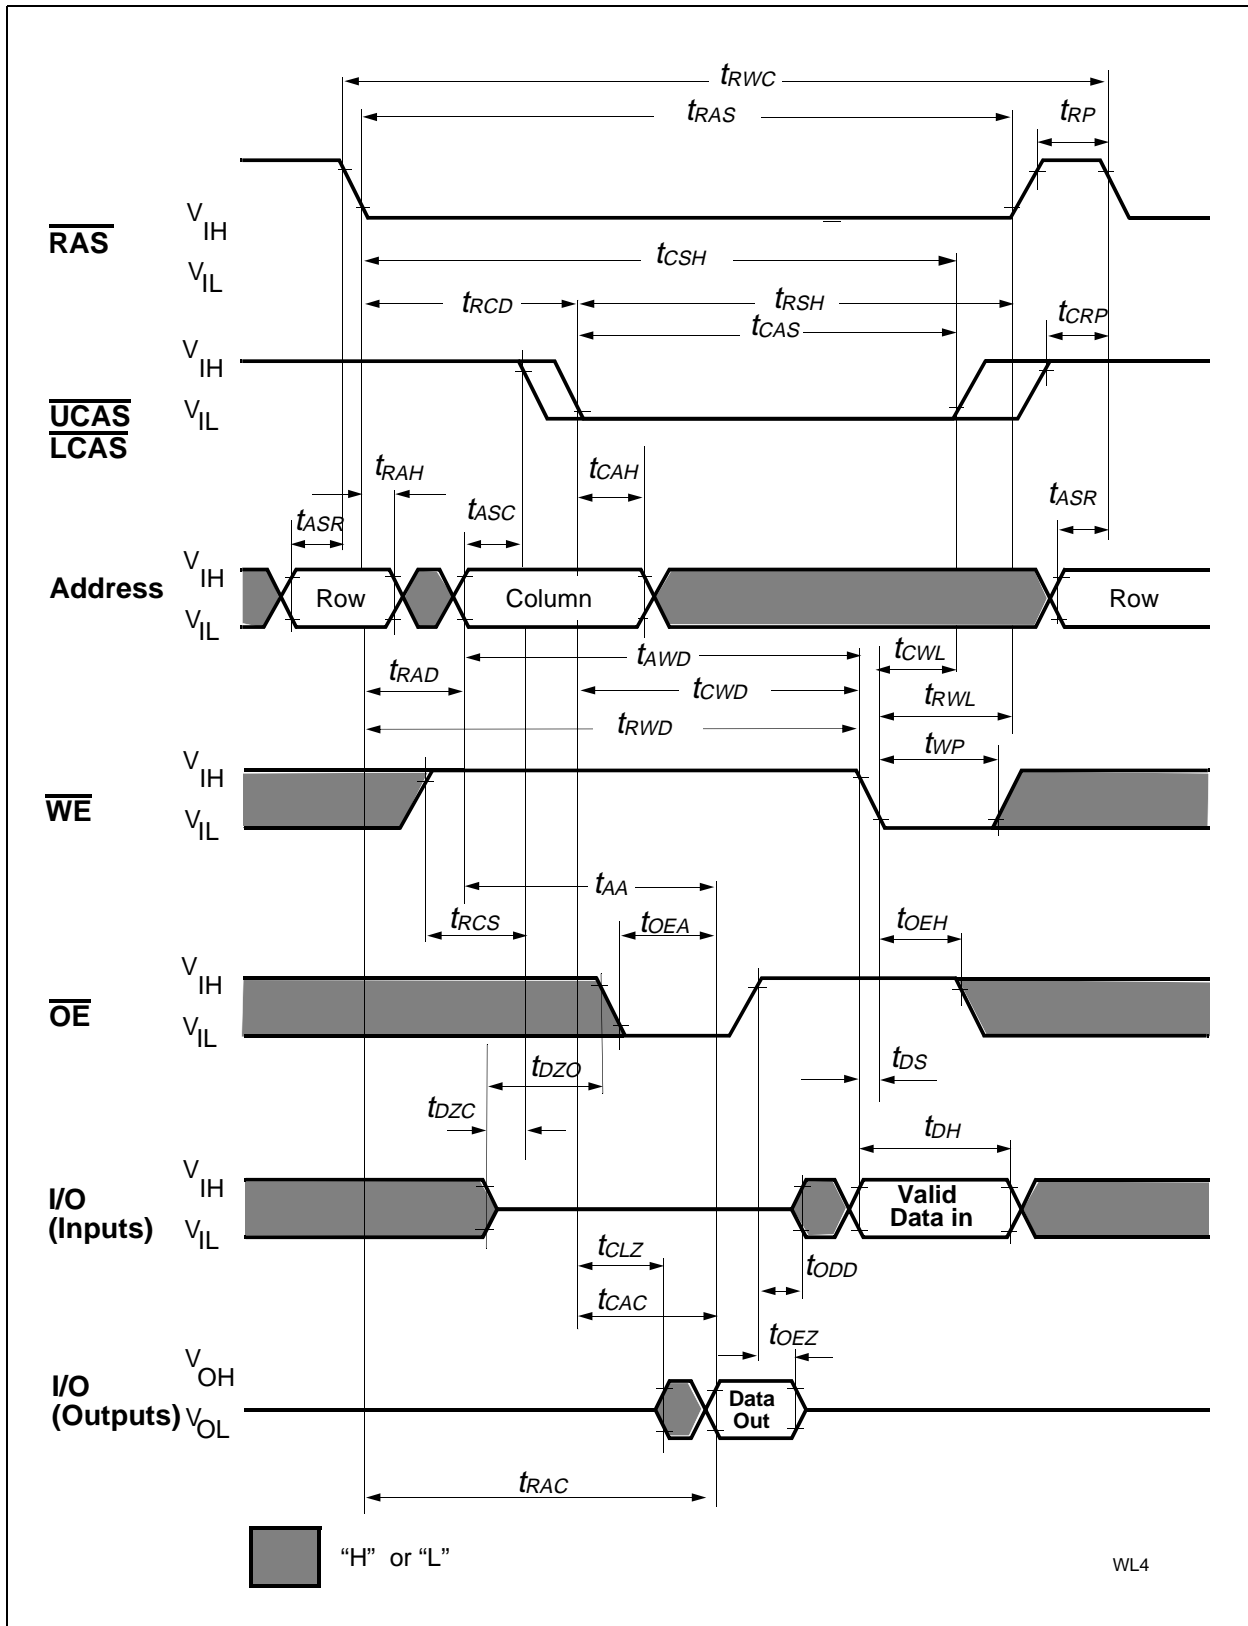 tRWC
tRAS
tRP
RAS
VIH
VIL
tCSH
tRCD
tRSH
tCAS
tCRP
UCAS
LCAS
VIH
VIL
tRAH
tCAH
tASR
tASC
tASR
Address
VIH
VIL
Row
Column
Row
tAWD
tCWL
tRAD
tCWD
tRWL
tRWD
tWP
WE
VIH
VIL
tAA
tRCS
tOEA
tOEH
OE
VIH
VIL
tDZO
tDS
tDZC
tDH
I/O
(Inputs)
VIH
VIL
Valid
Data in
tCLZ
tODD
tCAC
tOEZ
I/O
(Outputs)
VOH
VOL
Data
Out
tRAC
“H” or “L”
WL4